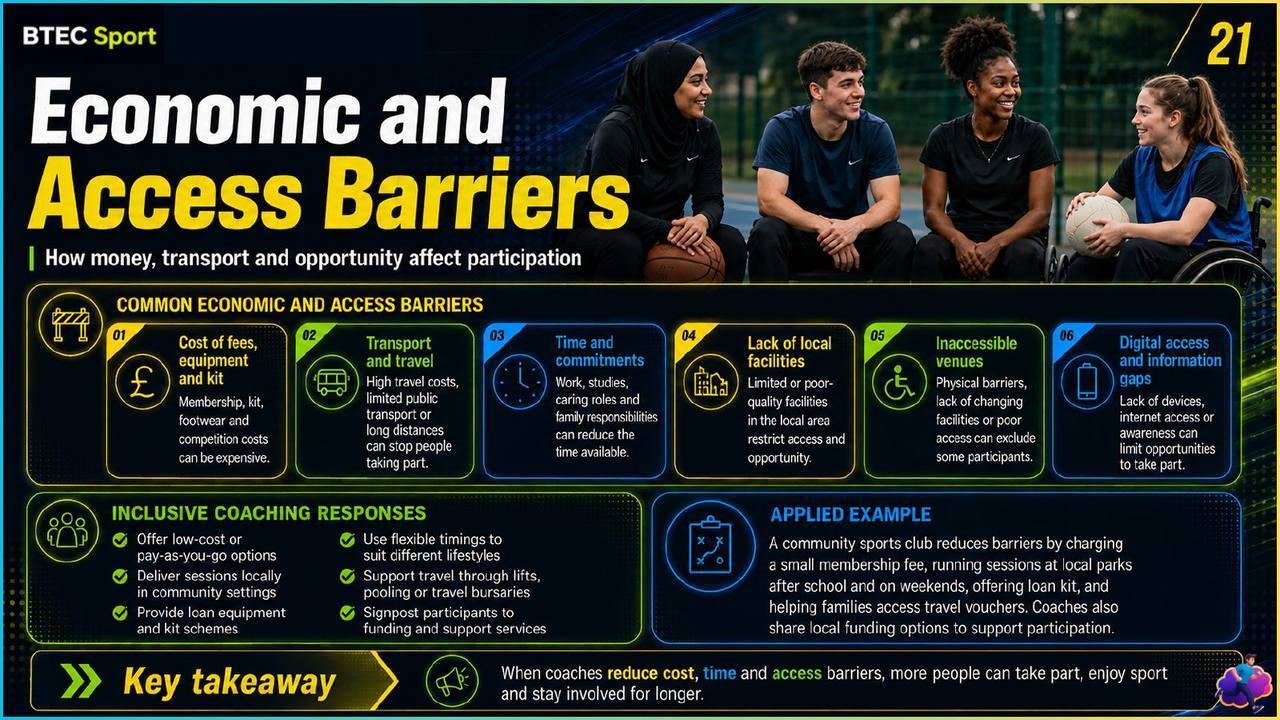 BTEC Sport
21
Economic and
Access Barriers
How money, transport and opportunity affect participation
COMMON ECONOMIC AND ACCESS BARRIERS
01
Cost of fees,
equipment
and kit
Membership, kit,
footwear and
competition costs
can be expensive.
02
Transport
and travel
High travel costs,
limited public
transport or
long distances
can stop people
taking part.
03
Time and
commitments
Work, studies,
caring roles and
family responsibilities
can reduce the
time available.
04
Lack of local
facilities
Limited or poor-
quality facilities
in the local area
restrict access and
opportunity.
05
Inaccessible
venues
Physical barriers,
lack of changing
facilities or poor
access can exclude
some participants.
06
Digital access
and information
gaps
Lack of devices,
internet access or
awareness can
limit opportunities
to take part.
INCLUSIVE COACHING RESPONSES
Offer low-cost or
pay-as-you-go options
Deliver sessions locally
in community settings
Provide loan equipment
and kit schemes
Use flexible timings to
suit different lifestyles
Support travel through lifts,
pooling or travel bursaries
Signpost participants to
funding and support services
APPLIED EXAMPLE
A community sports club reduces barriers by charging
a small membership fee, running sessions at local parks
after school and on weekends, offering loan kit, and
helping families access travel vouchers. Coaches also
share local funding options to support participation.
Key takeaway
When coaches reduce cost, time and access barriers, more people can take part, enjoy sport
and stay involved for longer.